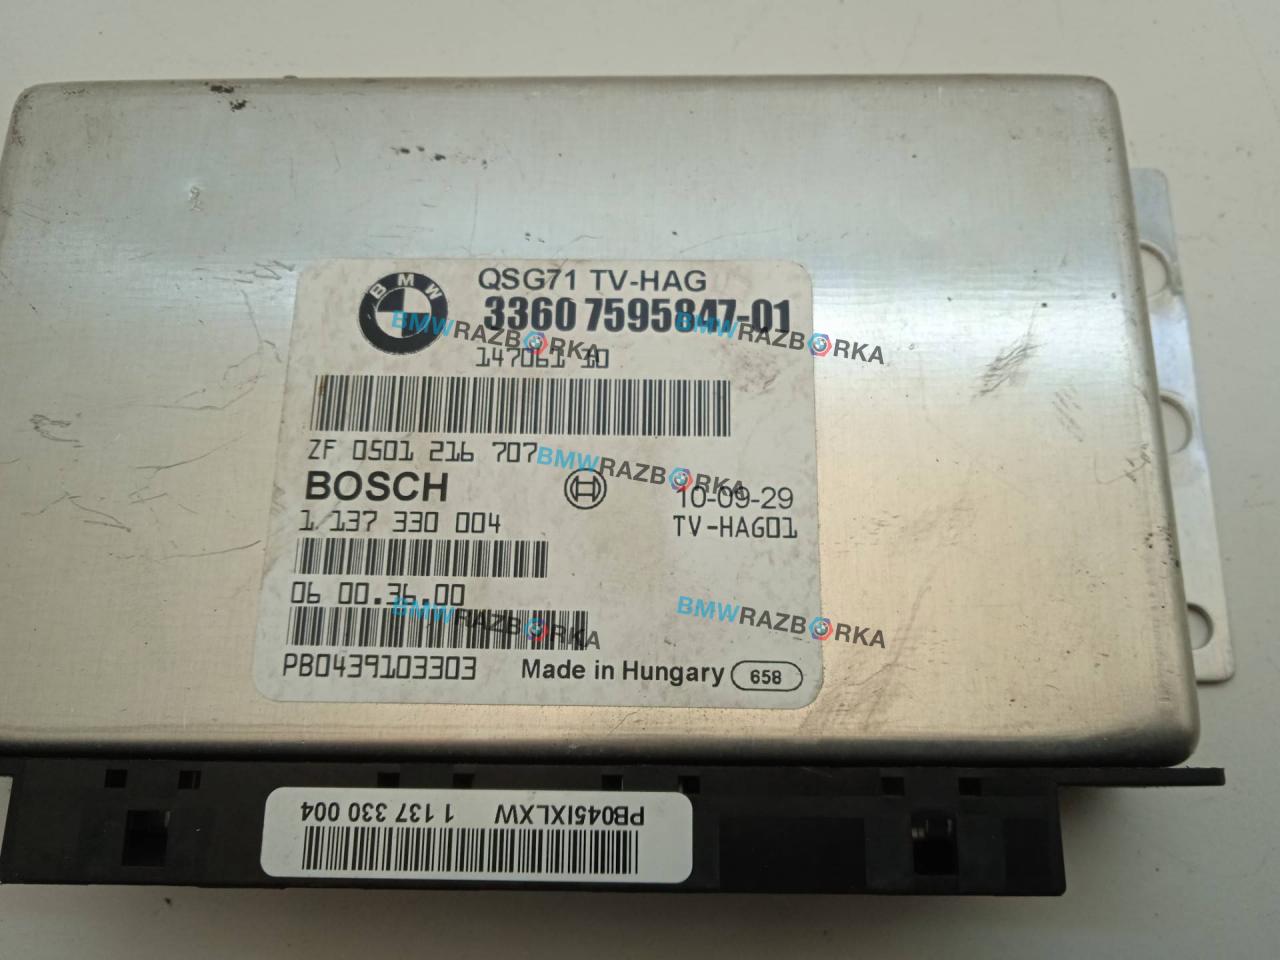 BMW
QSG71 TV-HAG
3360 7595847-01
147061 10
BMWRAZBORKA
BMWRAZBORKA
ZF 0501 216 707
BMWRAZBORKA
BOSCH
10-09-29
1 137 330 004
TV-HAG01
06 00.36.00
BMWRAZBORKA
BMWRAZBORKA
PB0439103303
Made in Hungary 658
PB045IXLXW 1 137 330 004